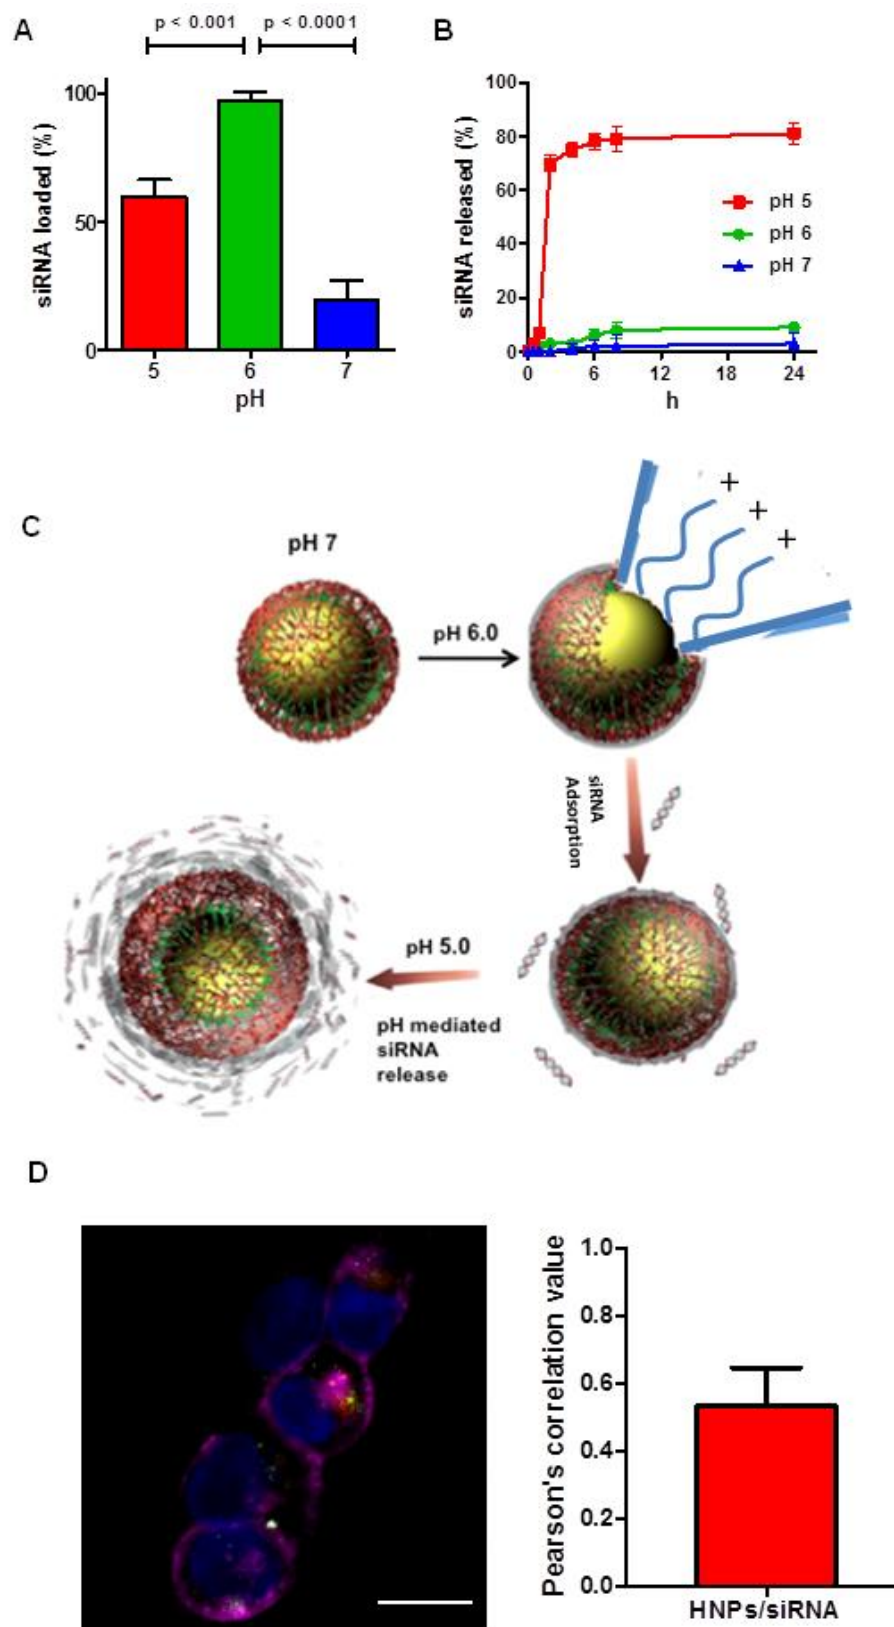 A
p < 0.001
p < 0.0001
siRNA loaded (%)
100
50
0
5
6
7
pH
B
siRNA released (%)
100
80
60
40
20
0
0
6
12
18
24
h
pH 5
pH 6
pH 7
C
pH 7
pH 6.0
+
+
+
siRNA
Adsorption
pH 5.0
pH mediated
siRNA
release
D
Pearson's correlation value
1.0
0.8
0.6
0.4
0.2
0.0
HNPs/siRNA